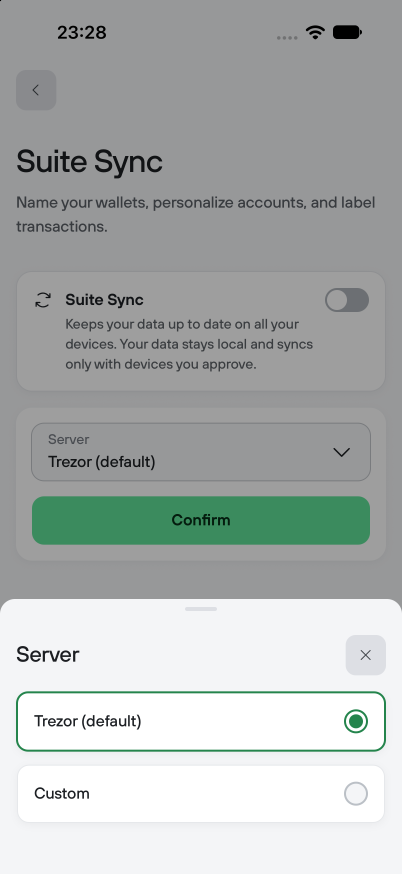 23:28
Suite Sync
Name your wallets, personalize accounts, and label
transactions.
Suite Sync
Keeps your data up to date on all your
devices. Your data stays local and syncs
only with devices you approve.
Server
Trezor (default)
Confirm
Server
Trezor (default)
Custom